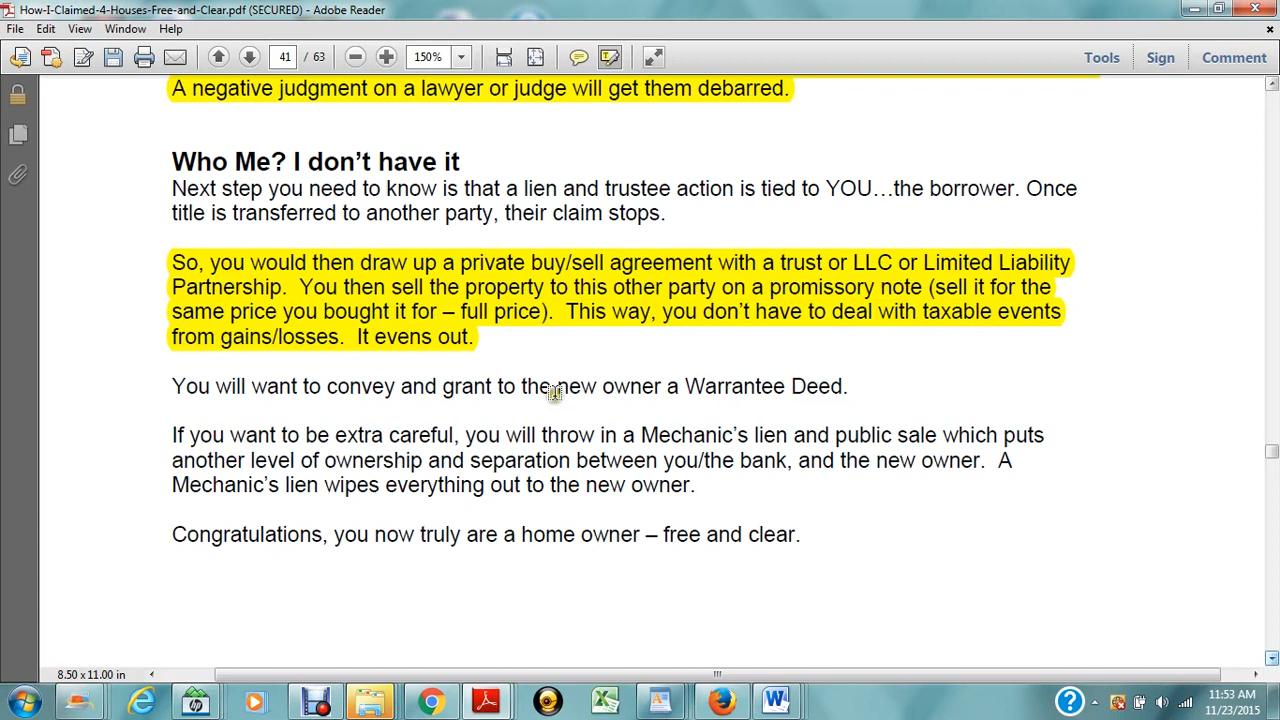 How-I-Claimed-4-Houses-Free-and-Clear.pdf (SECURED) - Adobe Reader
File Edit View Window Help
41 / 63 150% Tools Sign Comment
A negative judgment on a lawyer or judge will get them debarred.
Who Me? I don’t have it
Next step you need to know is that a lien and trustee action is tied to YOU…the borrower. Once
title is transferred to another party, their claim stops.
So, you would then draw up a private buy/sell agreement with a trust or LLC or Limited Liability
Partnership. You then sell the property to this other party on a promissory note (sell it for the
same price you bought it for – full price). This way, you don’t have to deal with taxable events
from gains/losses. It evens out.
You will want to convey and grant to the new owner a Warrantee Deed.
If you want to be extra careful, you will throw in a Mechanic’s lien and public sale which puts
another level of ownership and separation between you/the bank, and the new owner. A
Mechanic’s lien wipes everything out to the new owner.
Congratulations, you now truly are a home owner – free and clear.
8.50 x 11.00 in
11:53 AM
11/23/2015